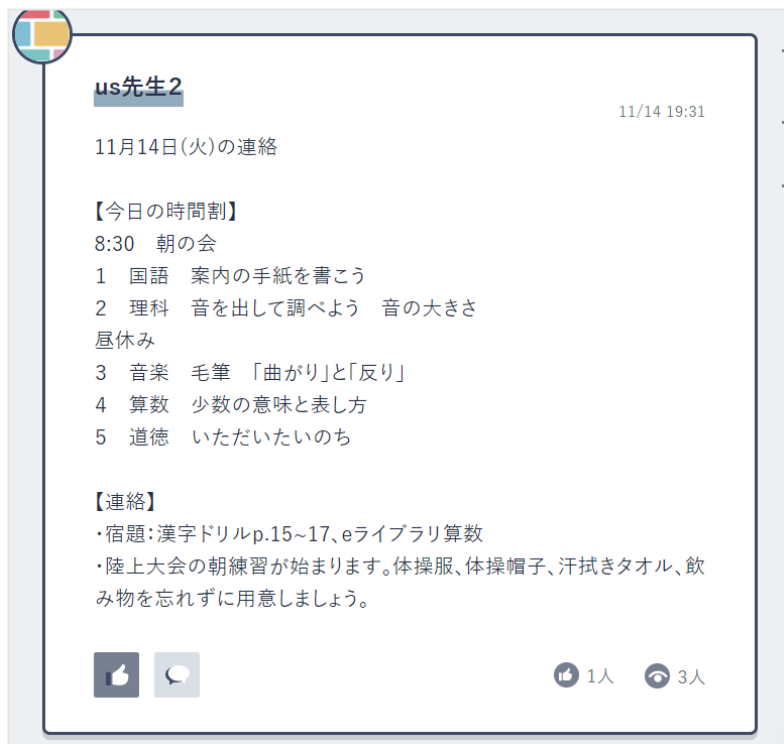 us先生2
11/14 19:31
11月14日(火)の連絡
【今日の時間割】
8:30　朝の会
1　国語　案内の手紙を書こう
2　理科　音を出して調べよう　音の大きさ
昼休み
3　音楽　毛筆　「曲がり」と「反り」
4　算数　少数の意味と表し方
5　道徳　いただいたいのち
【連絡】
・宿題：漢字ドリルp.15~17、eライブラリ算数
・陸上大会の朝練習が始まります。体操服、体操帽子、汗拭きタオル、飲
み物を忘れずに用意しましょう。
1人　3人